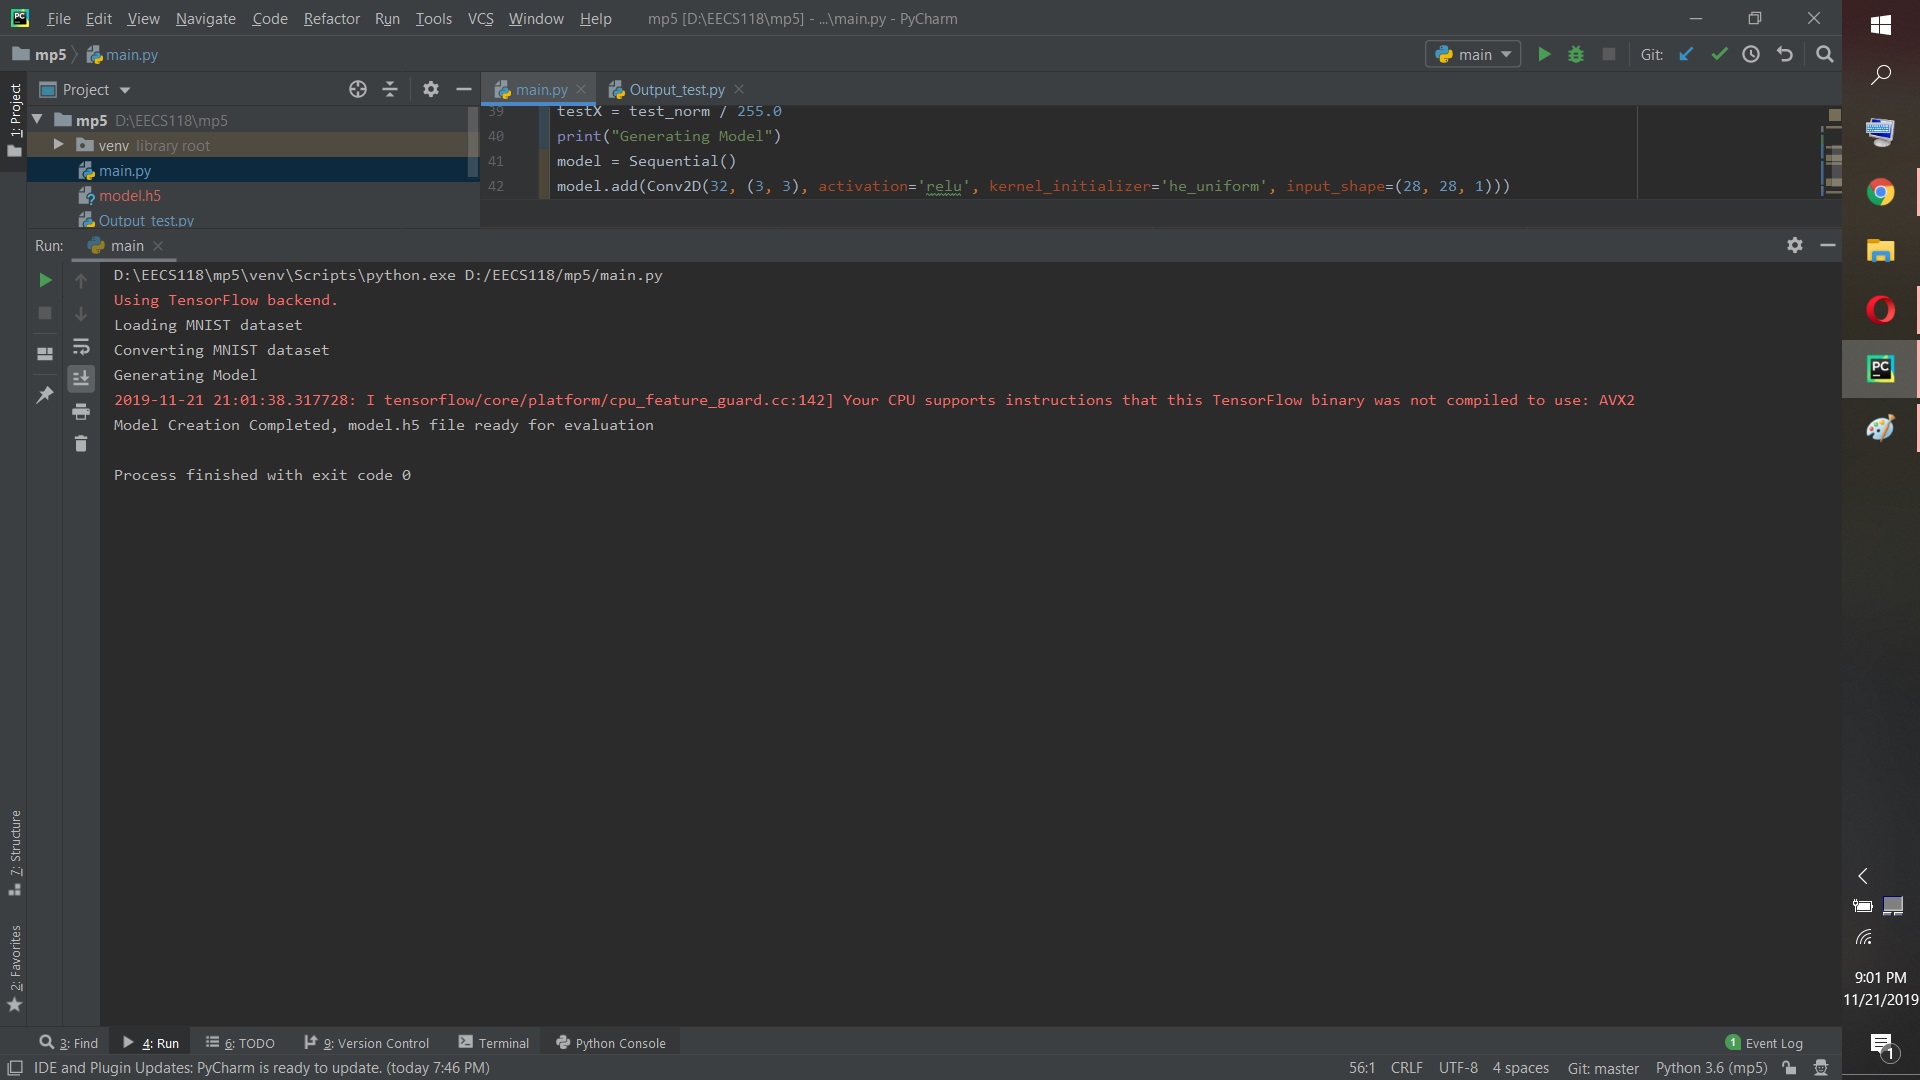 File Edit View Navigate Code Refactor Run Tools VCS Window Help mp5 [D:\EECS118\mp5] - ...\main.py - PyCharm
mp5 main.py main Git:
1: Project
Project main.py Output_test.py
mp5 D:\EECS118\mp5
venv library root
main.py
model.h5
Output_test.py
39 testX = test_norm / 255.0
40 print("Generating Model")
41 model = Sequential()
42 model.add(Conv2D(32, (3, 3), activation='relu', kernel_initializer='he_uniform', input_shape=(28, 28, 1)))
Run: main
D:\EECS118\mp5\venv\Scripts\python.exe D:/EECS118/mp5/main.py
Using TensorFlow backend.
Loading MNIST dataset
Converting MNIST dataset
Generating Model
2019-11-21 21:01:38.317728: I tensorflow/core/platform/cpu_feature_guard.cc:142] Your CPU supports instructions that this TensorFlow binary was not compiled to use: AVX2
Model Creation Completed, model.h5 file ready for evaluation
Process finished with exit code 0
7: Structure
2: Favorites
3: Find 4: Run 6: TODO 9: Version Control Terminal Python Console 1 Event Log
IDE and Plugin Updates: PyCharm is ready to update. (today 7:46 PM) 56:1 CRLF UTF-8 4 spaces Git: master Python 3.6 (mp5)
PC
9:01 PM
11/21/2019
1